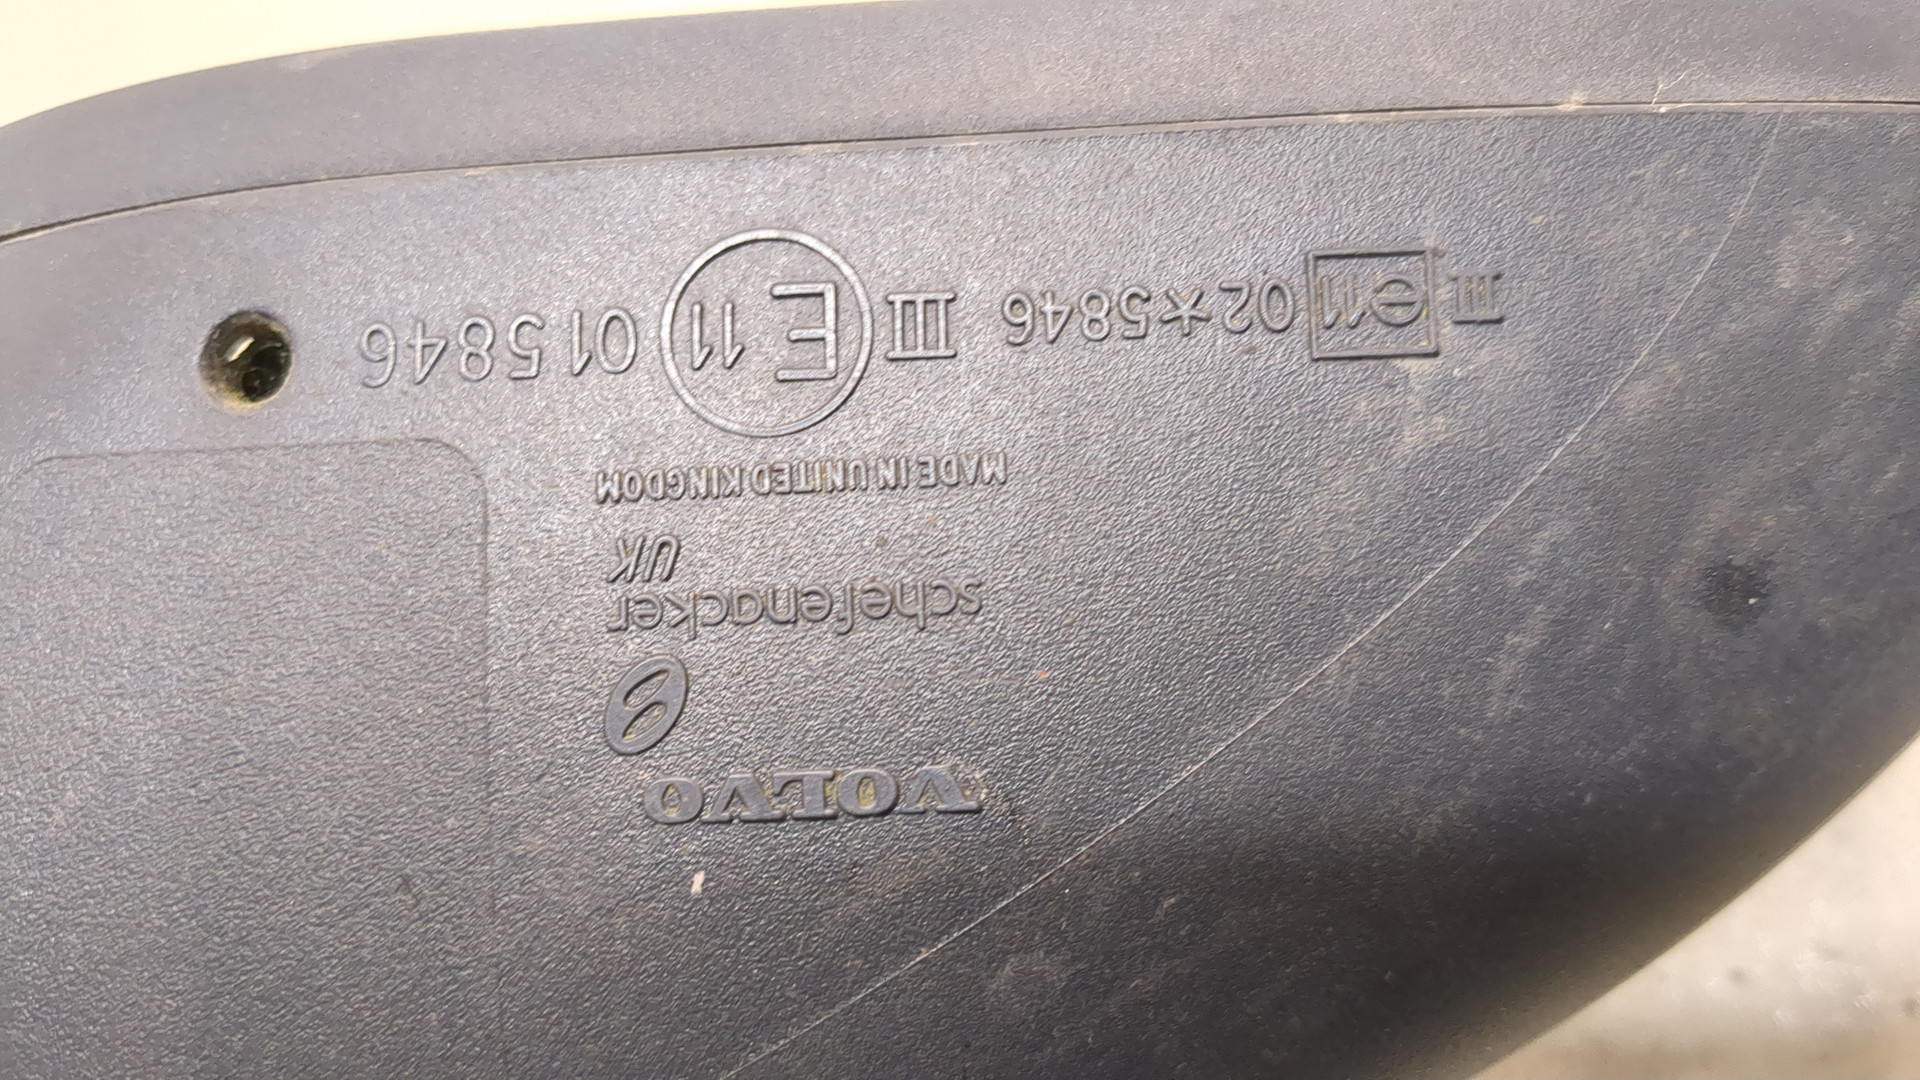 VOLVO
schefenacker
UK
MADE IN UNITED KINGDOM
III e11 02*5846 III E 11 015846